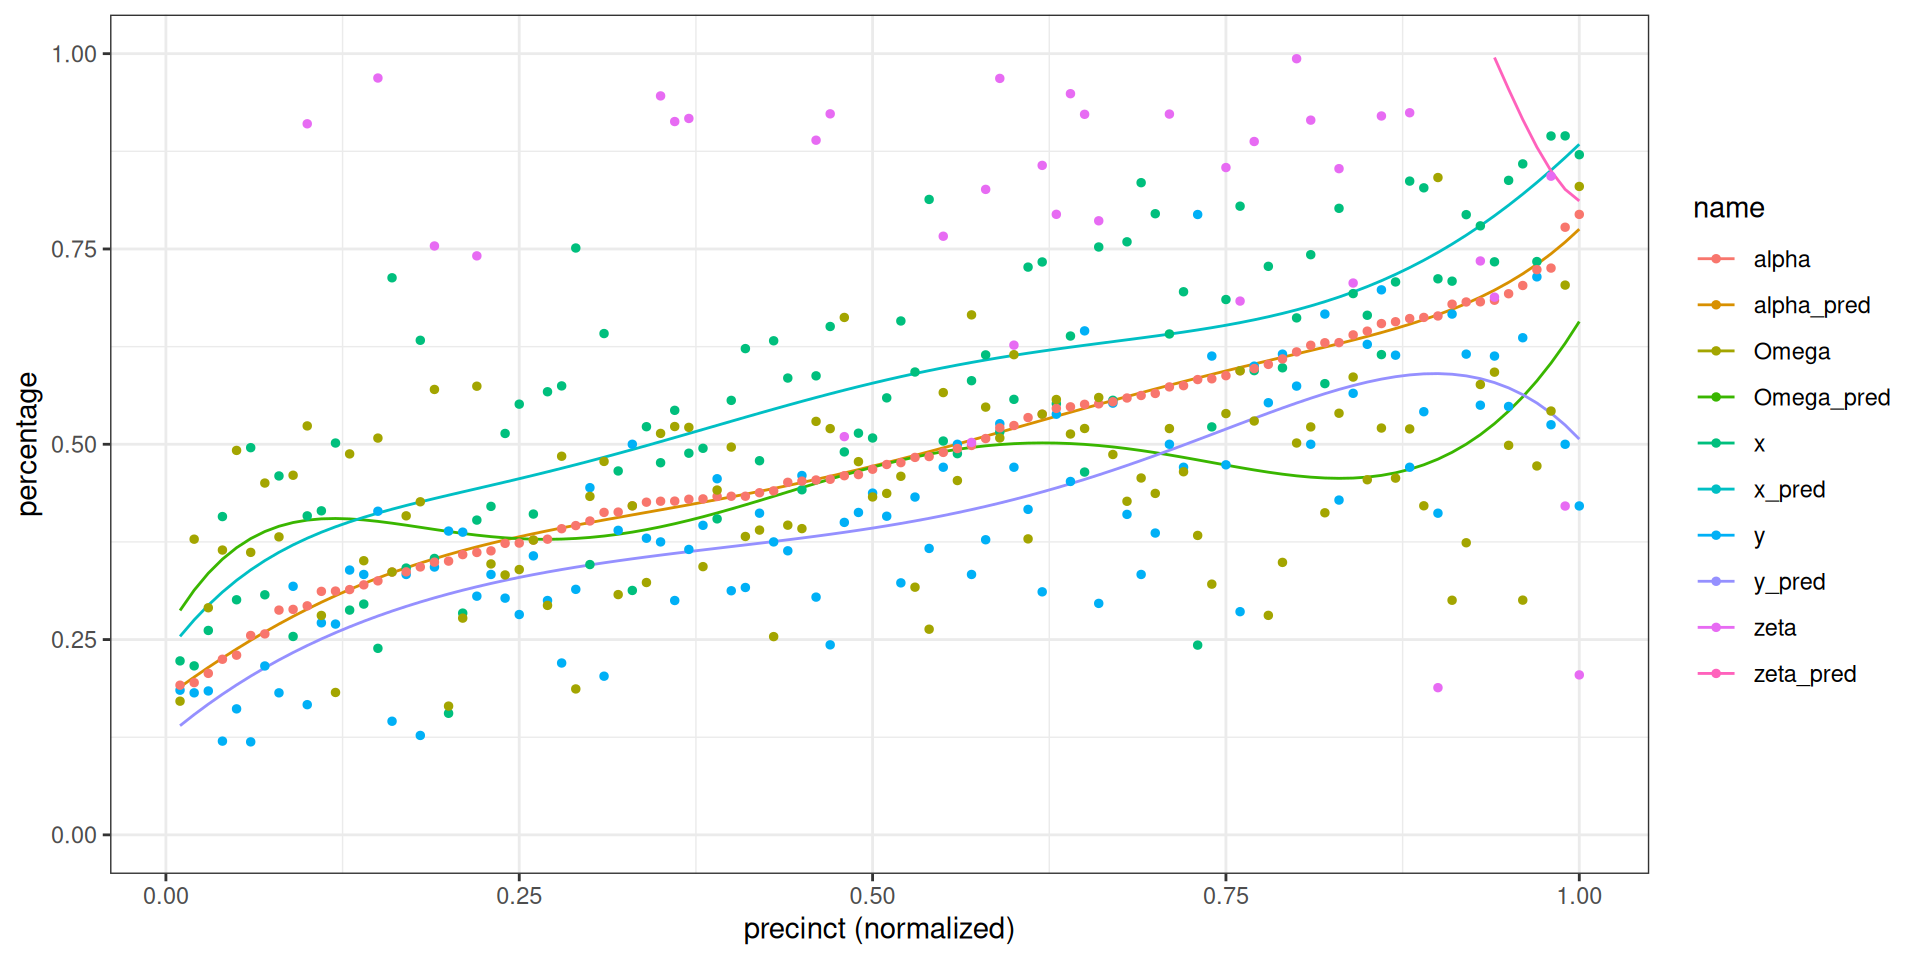 percentage
1.00
0.75
0.50
0.25
0.00
0.00 0.25 0.50 0.75 1.00
precinct (normalized)
name
alpha
alpha_pred
Omega
Omega_pred
x
x_pred
y
y_pred
zeta
zeta_pred